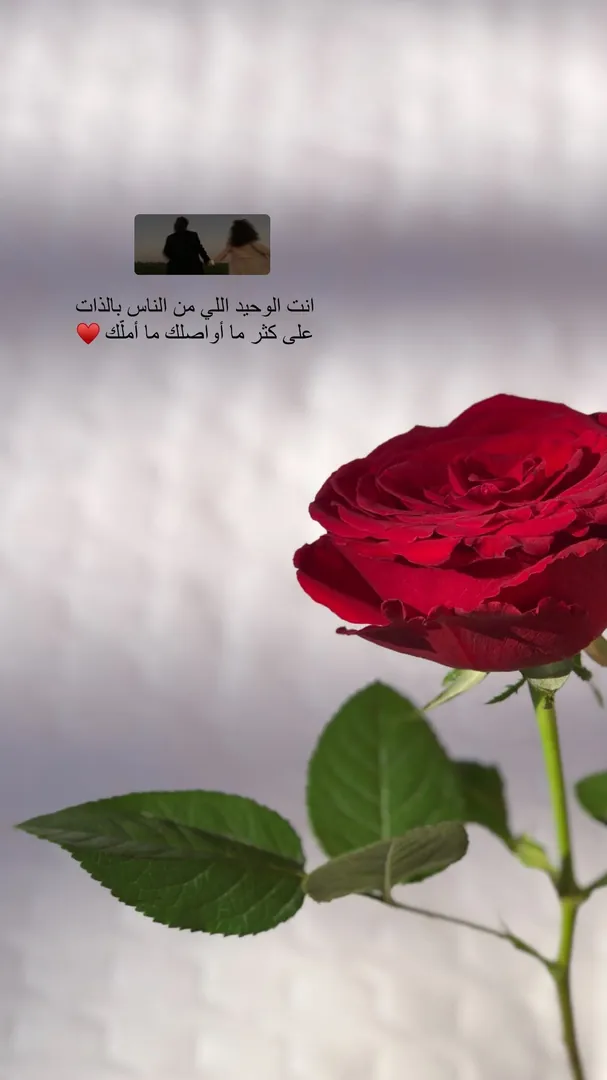 انت الوحيد اللي من الناس بالذات
على كثر ما أواصلك ما أملّك ♥️